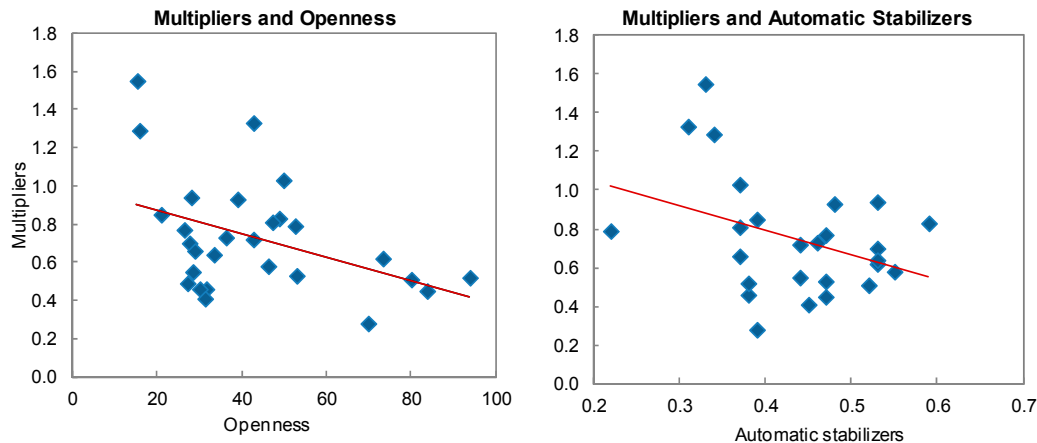 Multipliers and Openness
1.8
1.6
1.4
1.2
1.0
0.8
0.6
0.4
0.2
0.0
Multipliers
0 20 40 60 80 100
Openness
Multipliers and Automatic Stabilizers
1.8
1.6
1.4
1.2
1.0
0.8
0.6
0.4
0.2
0.0
0.2 0.3 0.4 0.5 0.6 0.7
Automatic stabilizers